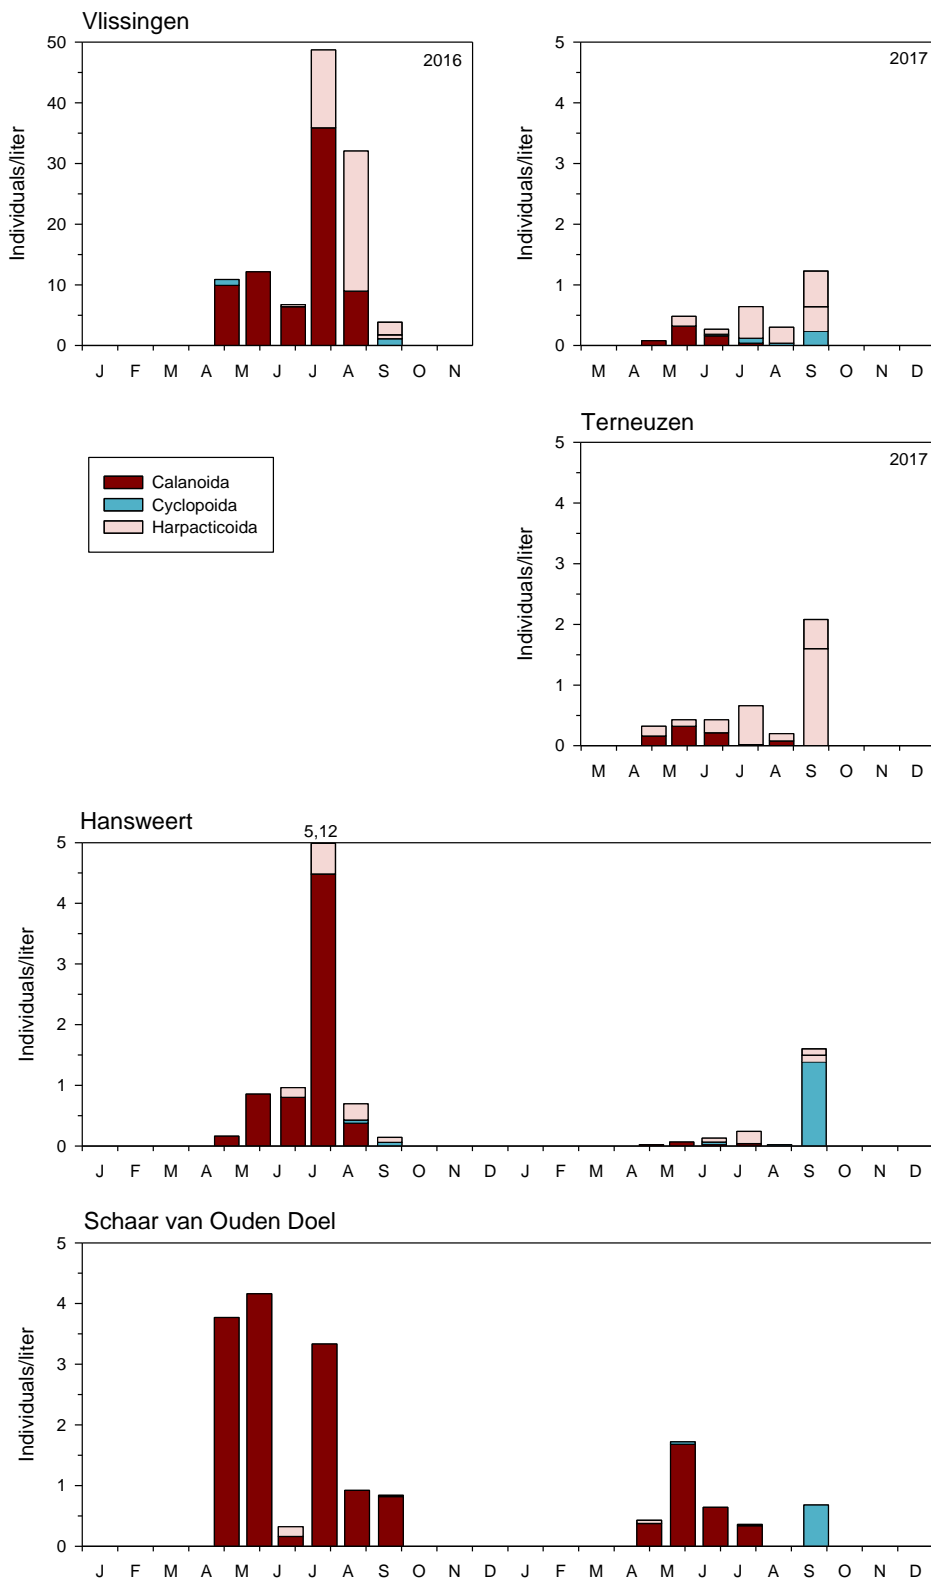 Vlissingen
50
40
30
20
10
0
Individuals/liter
2016
J F M A M J J A S O N
5
4
3
2
1
0
Individuals/liter
2017
M A M J J A S O N D
Calanoida
Cyclopoida
Harpacticoida
Terneuzen
5
4
3
2
1
0
Individuals/liter
2017
M A M J J A S O N D
Hansweert
5,12
5
4
3
2
1
0
Individuals/liter
J F M A M J J A S O N D J F M A M J J A S O N D
Schaar van Ouden Doel
5
4
3
2
1
0
Individuals/liter
J F M A M J J A S O N D J F M A M J J A S O N D